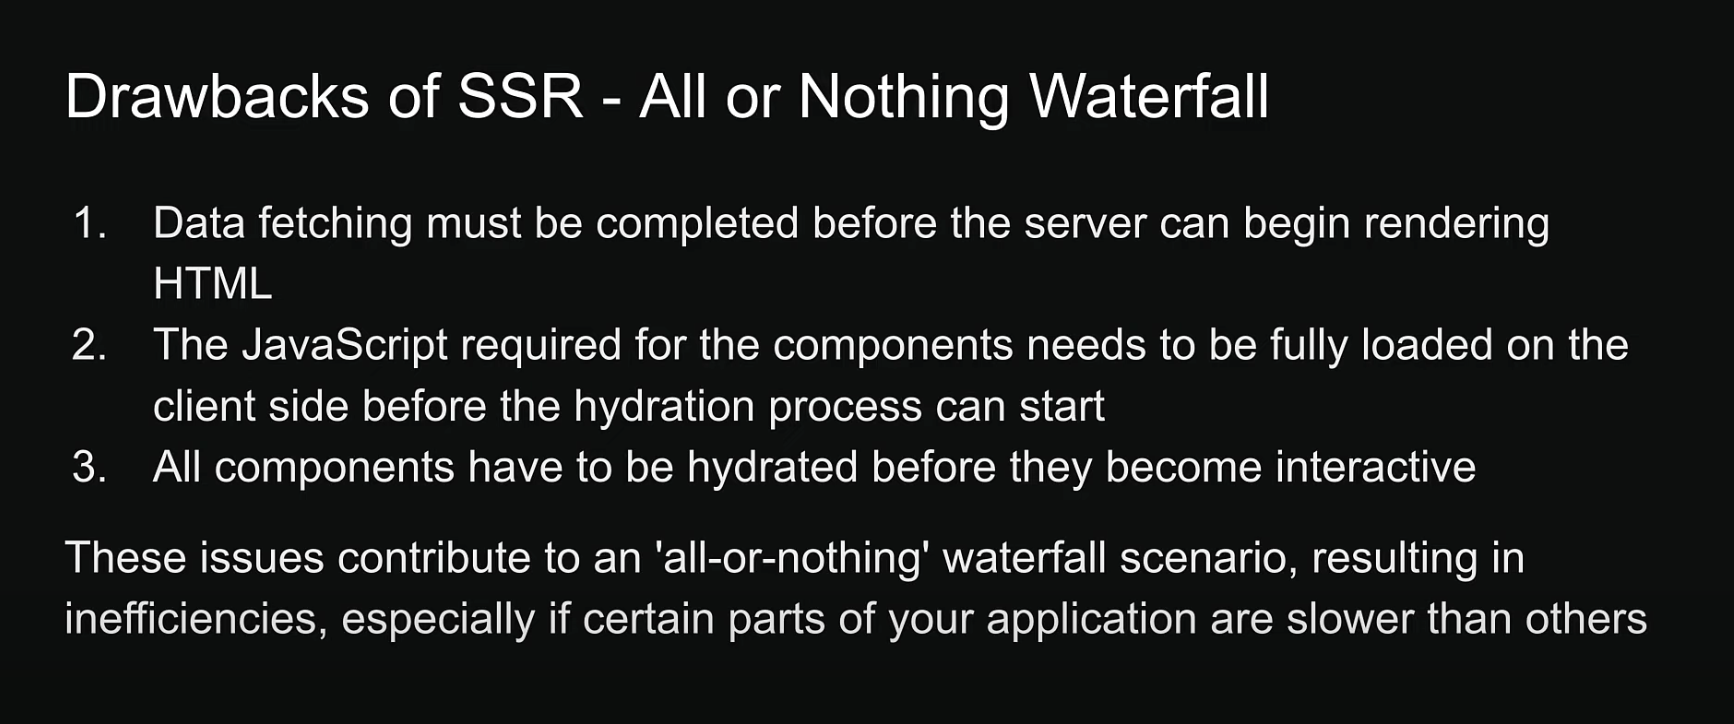 Drawbacks of SSR - All or Nothing Waterfall
1. Data fetching must be completed before the server can begin rendering
HTML
2. The JavaScript required for the components needs to be fully loaded on the
client side before the hydration process can start
3. All components have to be hydrated before they become interactive
These issues contribute to an 'all-or-nothing' waterfall scenario, resulting in
inefficiencies, especially if certain parts of your application are slower than others